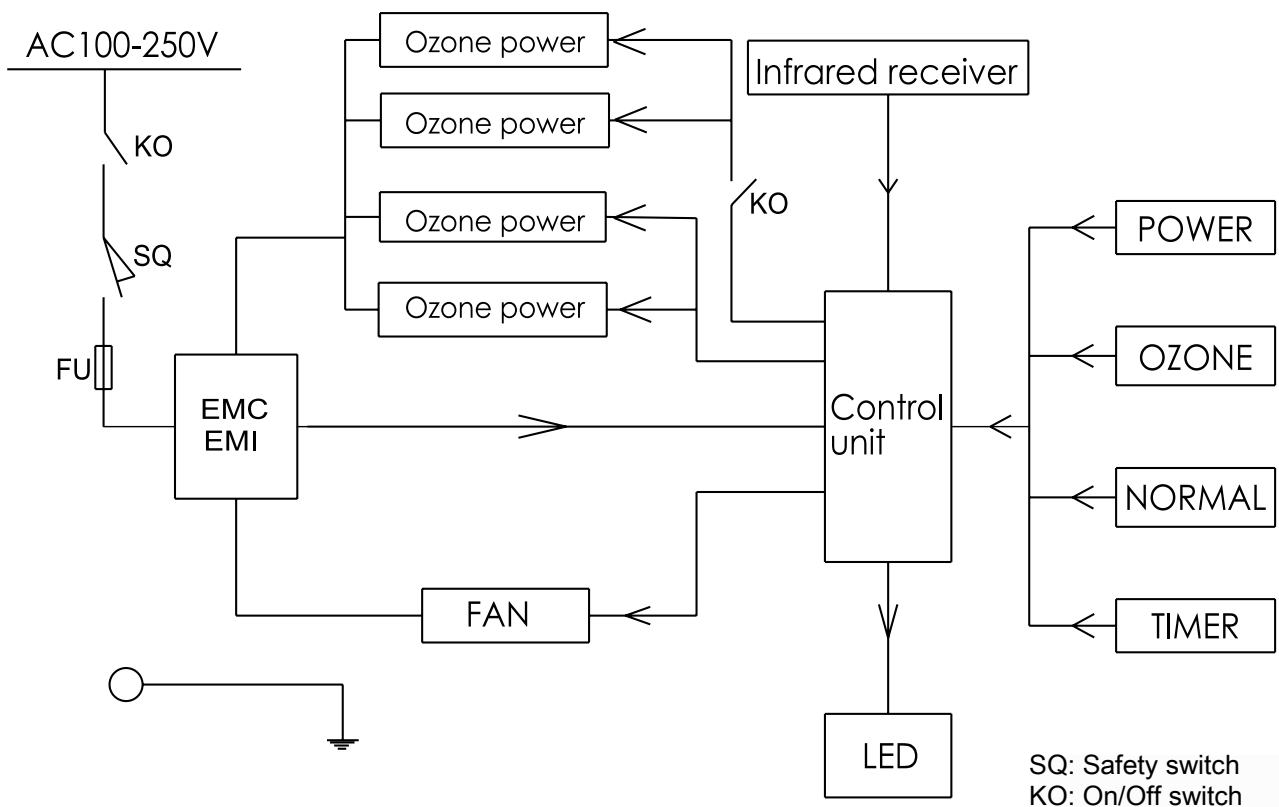 AC100-250V
Ozone power
Infrared receiver
Ozone power
KO
KO
Ozone power
POWER
SQ
Ozone power
OZONE
FU
EMC
EMI
Control
unit
NORMAL
FAN
TIMER
LED
SQ: Safety switch
KO: On/Off switch